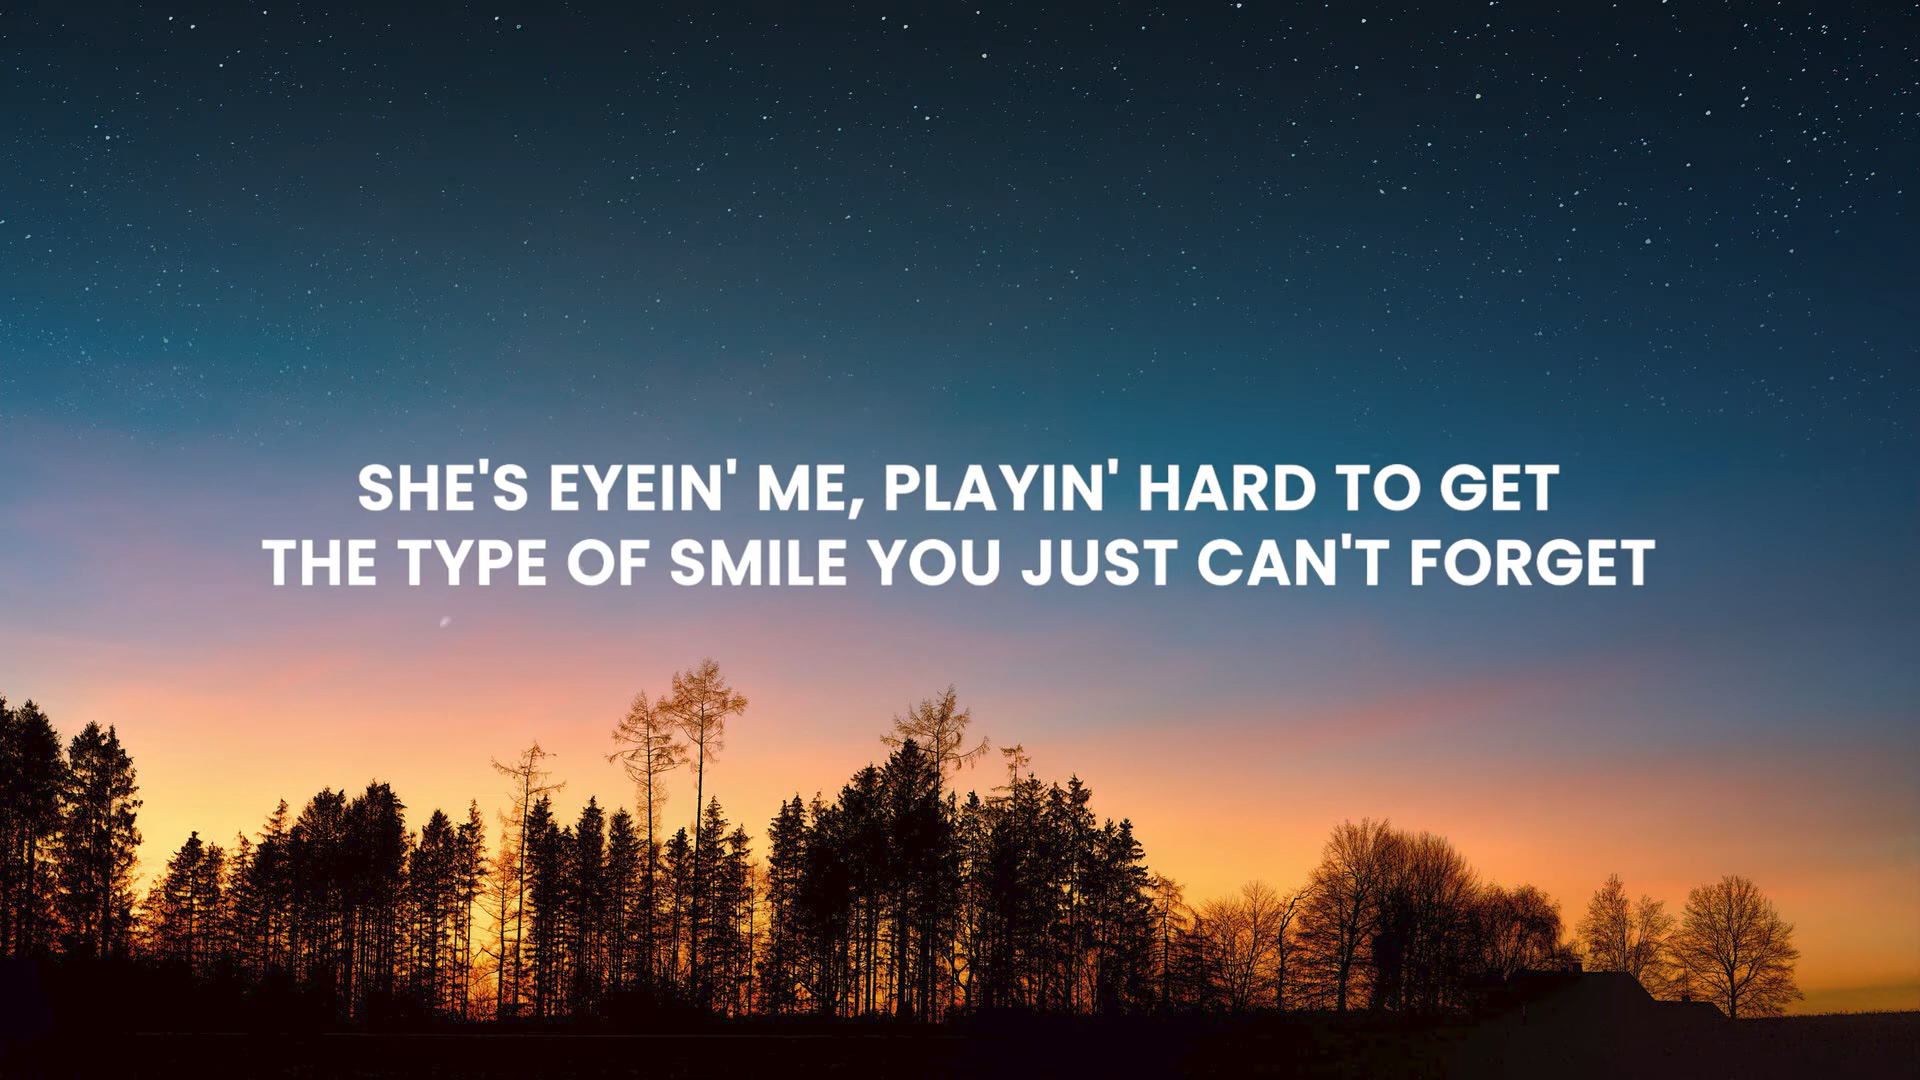 SHE'S EYEIN' ME, PLAYIN' HARD TO GET
THE TYPE OF SMILE YOU JUST CAN'T FORGET